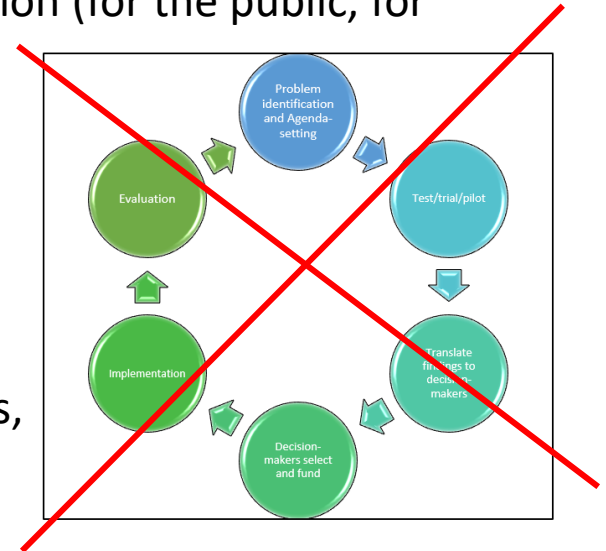 ion (for the public, for
Problem
identification
and Agenda-
setting
Test/trial/pilot
Translate
findings to
decision-
makers
Decision-
makers select
and fund
Implementation
Evaluation
s,